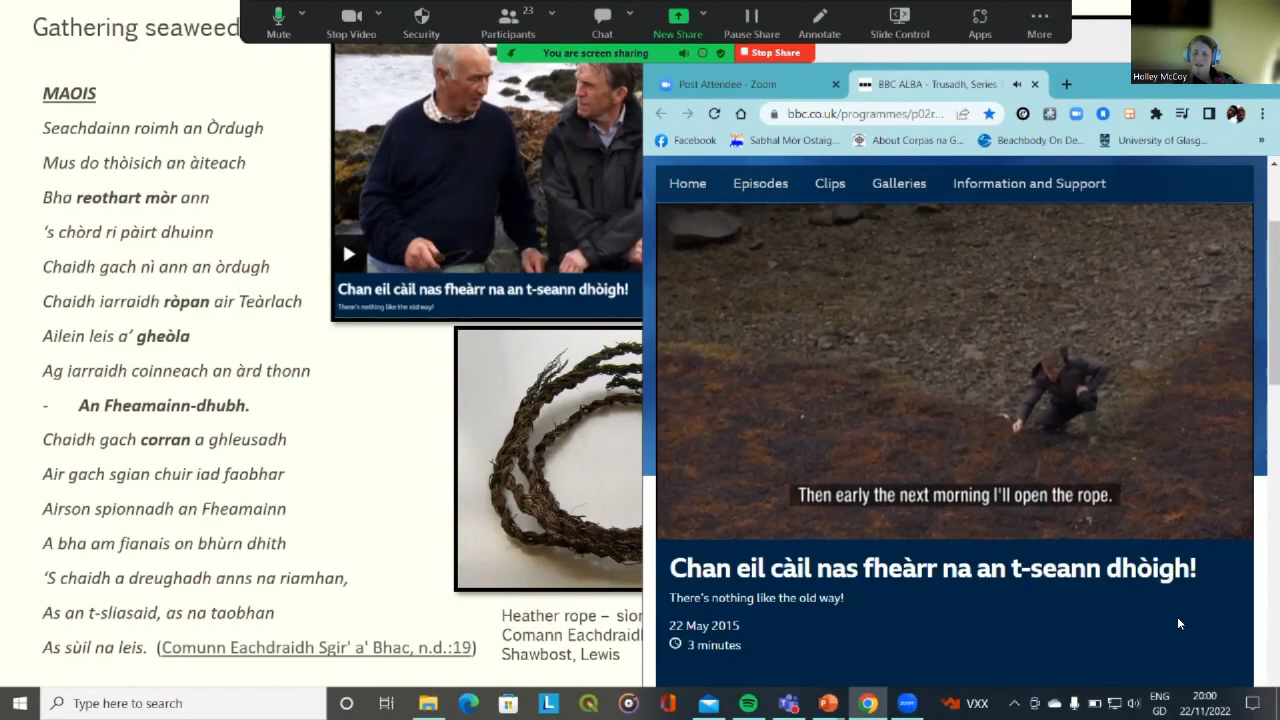 Gathering seaweed
MAOIS
Seachdainn roimh an Òrdugh
Mus do thòisich an àiteach
Bha reothart mòr ann
‘s chòrd ri pàirt dhuinn
Chaidh gach nì ann an òrdugh
Chaidh iarraidh ròpan air Teàrlach
Ailein leis a’ gheòla
Ag iarraidh coinneach an àrd thonn
- An Fheamainn-dhubh.
Chaidh gach corran a ghleusadh
Air gach sgian chuir iad faobhar
Airson spionnadh an Fheamainn
A bha am fianais on bhùrn dhith
‘S chaidh a dreughadh anns na riamhan,
As an t-sliasaid, as na taobhan
As sùil na leis. (Comunn Eachdraidh Sgir' a' Bhac, n.d.:19)
Chan eil càil nas fheàrr na an t-seann dhòigh!
There's nothing like the old way!
Heather rope – sìor
Comann Eachdraidl
Shawbost, Lewis
Mute
Stop Video
Security
23
Participants
Chat
New Share
Pause Share
Annotate
Slide Control
Apps
More
You are screen sharing
Stop Share
Holley McCoy
Post Attendee - Zoom
BBC ALBA - Trusadh, Series 7
bbc.co.uk/programmes/p02r...
Facebook
Sabhal Mòr Ostaig...
About Corpas na G...
Beachbody On De...
University of Glasg...
Home Episodes Clips Galleries Information and Support
Then early the next morning I'll open the rope.
Chan eil càil nas fheàrr na an t-seann dhòigh!
There's nothing like the old way!
22 May 2015
3 minutes
Type here to search
VXX
ENG
GD
20:00
22/11/2022